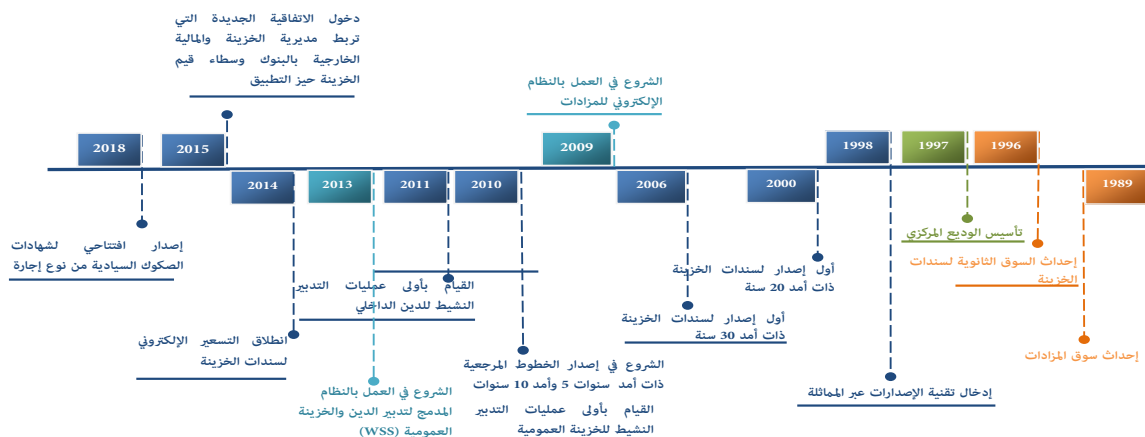 1989
إحداث سوق المزادات
1996
إحداث السوق الثانوية لسندات
الخزينة
1997
تأسيس الوديع المركزي
1998
إدخال تقنية الإصدارات عبر المماثلة
2000
أول إصدار لسندات الخزينة
ذات أمد 20 سنة
2006
أول إصدار لسندات الخزينة
ذات أمد 30 سنة
2009
الشروع في العمل بالنظام
الإلكتروني للمزادات
2010
الشروع في إصدار الخطوط المرجعية
ذات أمد 5 سنوات وأمد 10 سنوات
القيام بأولى عمليات التدبير
النشيط للخزينة العمومية
2011
القيام بأولى عمليات التدبير
النشيط للدين الداخلي
2013
الشروع في العمل بالنظام
المدمج لتدبير الدين والخزينة
العمومية (WSS)
2014
انطلاق التسعير الإلكتروني
لسندات الخزينة
2015
دخول الاتفاقية الجديدة التي
تربط مديرية الخزينة والمالية
الخارجية بالبنوك وسطاء قيم
الخزينة حيز التطبيق
2018
إصدار افتتاحي لشهادات
الصكوك السيادية من نوع إجارة